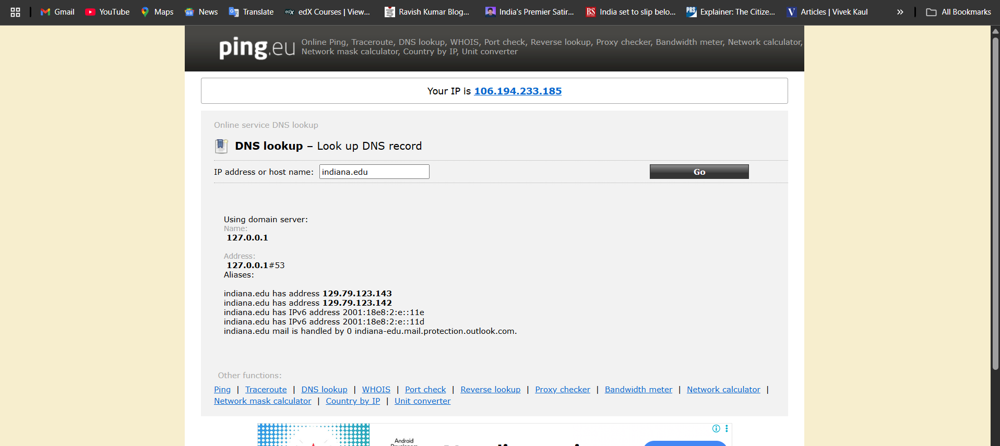 Gmail YouTube Maps News Translate edx edX Courses | View... Ravish Kumar Blog... India's Premier Satir... BS India set to slip belo... PRS Explainer: The Citize... V Articles | Vivek Kaul » All Bookmarks
ping.eu Online Ping, Traceroute, DNS lookup, WHOIS, Port check, Reverse lookup, Proxy checker, Bandwidth meter, Network calculator,
Network mask calculator, Country by IP, Unit converter
Your IP is 106.194.233.185
Online service DNS lookup
DNS lookup – Look up DNS record
IP address or host name: indiana.edu Go
Using domain server:
Name:
127.0.0.1
Address:
127.0.0.1#53
Aliases:
indiana.edu has address 129.79.123.143
indiana.edu has address 129.79.123.142
indiana.edu has IPv6 address 2001:18e8:2:e::11e
indiana.edu has IPv6 address 2001:18e8:2:e::11d
indiana.edu mail is handled by 0 indiana-edu.mail.protection.outlook.com.
Other functions:
Ping | Traceroute | DNS lookup | WHOIS | Port check | Reverse lookup | Proxy checker | Bandwidth meter | Network calculator |
Network mask calculator | Country by IP | Unit converter
Android